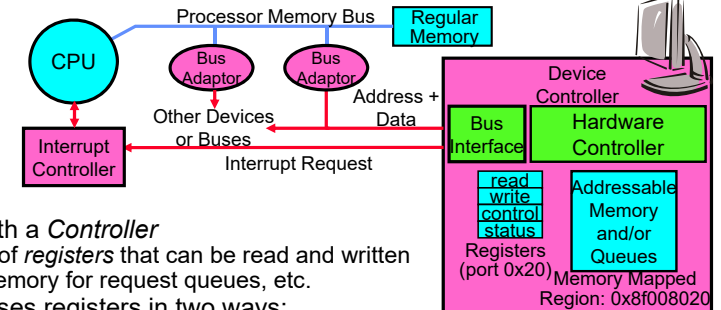 Processor Memory Bus
Regular
Memory
CPU
Bus
Adaptor
Bus
Adaptor
Address +
Data
Other Devices
or Buses
Interrupt
Controller
Interrupt Request
Device
Controller
Bus
Interface
Hardware
Controller
read
write
control
status
Registers
(port 0x20)
Addressable
Memory
and/or
Queues
Memory Mapped
Region: 0x8f008020
th a Controller
of registers that can be read and written
emory for request queues, etc.
ses registers in two ways: